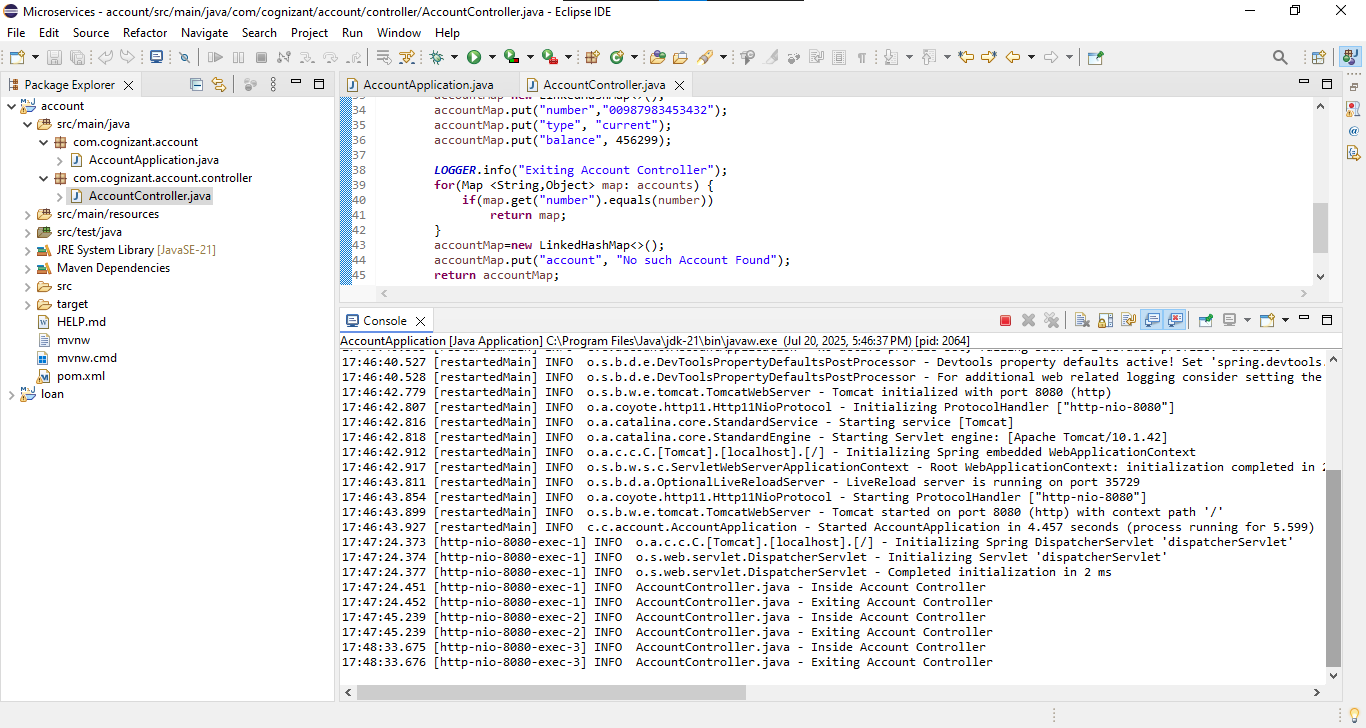 Microservices - account/src/main/java/com/cognizant/account/controller/AccountController.java - Eclipse IDE
File Edit Source Refactor Navigate Search Project Run Window Help
Package Explorer
account
src/main/java
com.cognizant.account
AccountApplication.java
com.cognizant.account.controller
AccountController.java
src/main/resources
src/test/java
JRE System Library [JavaSE-21]
Maven Dependencies
src
target
HELP.md
mvnw
mvnw.cmd
pom.xml
loan
AccountApplication.java AccountController.java
33 accountMap=new LinkedHashMap<>();
34 accountMap.put("number","00987983453432");
35 accountMap.put("type", "current");
36 accountMap.put("balance", 456299);
37
38 LOGGER.info("Exiting Account Controller");
39 for(Map <String,Object> map: accounts) {
40 if(map.get("number").equals(number))
41 return map;
42 }
43 accountMap=new LinkedHashMap<>();
44 accountMap.put("account", "No such Account Found");
45 return accountMap;
Console
AccountApplication [Java Application] C:\Program Files\Java\jdk-21\bin\javaw.exe (Jul 20, 2025, 5:46:37 PM) [pid: 2064]
17:46:40.527 [restartedMain] INFO o.s.b.d.e.DevToolsPropertyDefaultsPostProcessor - Devtools property defaults active! Set 'spring.devtools.
17:46:40.528 [restartedMain] INFO o.s.b.d.e.DevToolsPropertyDefaultsPostProcessor - For additional web related logging consider setting the
17:46:42.779 [restartedMain] INFO o.s.b.w.e.tomcat.TomcatWebServer - Tomcat initialized with port 8080 (http)
17:46:42.807 [restartedMain] INFO o.a.coyote.http11.Http11NioProtocol - Initializing ProtocolHandler ["http-nio-8080"]
17:46:42.816 [restartedMain] INFO o.a.catalina.core.StandardService - Starting service [Tomcat]
17:46:42.818 [restartedMain] INFO o.a.catalina.core.StandardEngine - Starting Servlet engine: [Apache Tomcat/10.1.42]
17:46:42.912 [restartedMain] INFO o.a.c.c.C.[Tomcat].[localhost].[/] - Initializing Spring embedded WebApplicationContext
17:46:42.917 [restartedMain] INFO o.s.b.w.s.c.ServletWebServerApplicationContext - Root WebApplicationContext: initialization completed in 2
17:46:43.811 [restartedMain] INFO o.s.b.d.a.OptionalLiveReloadServer - LiveReload server is running on port 35729
17:46:43.854 [restartedMain] INFO o.a.coyote.http11.Http11NioProtocol - Starting ProtocolHandler ["http-nio-8080"]
17:46:43.899 [restartedMain] INFO o.s.b.w.e.tomcat.TomcatWebServer - Tomcat started on port 8080 (http) with context path '/'
17:46:43.927 [restartedMain] INFO c.c.account.AccountApplication - Started AccountApplication in 4.457 seconds (process running for 5.599)
17:47:24.373 [http-nio-8080-exec-1] INFO o.a.c.c.C.[Tomcat].[localhost].[/] - Initializing Spring DispatcherServlet 'dispatcherServlet'
17:47:24.374 [http-nio-8080-exec-1] INFO o.s.web.servlet.DispatcherServlet - Initializing Servlet 'dispatcherServlet'
17:47:24.377 [http-nio-8080-exec-1] INFO o.s.web.servlet.DispatcherServlet - Completed initialization in 2 ms
17:47:24.451 [http-nio-8080-exec-1] INFO AccountController.java - Inside Account Controller
17:47:24.452 [http-nio-8080-exec-1] INFO AccountController.java - Exiting Account Controller
17:47:45.239 [http-nio-8080-exec-2] INFO AccountController.java - Inside Account Controller
17:47:45.239 [http-nio-8080-exec-2] INFO AccountController.java - Exiting Account Controller
17:48:33.675 [http-nio-8080-exec-3] INFO AccountController.java - Inside Account Controller
17:48:33.676 [http-nio-8080-exec-3] INFO AccountController.java - Exiting Account Controller